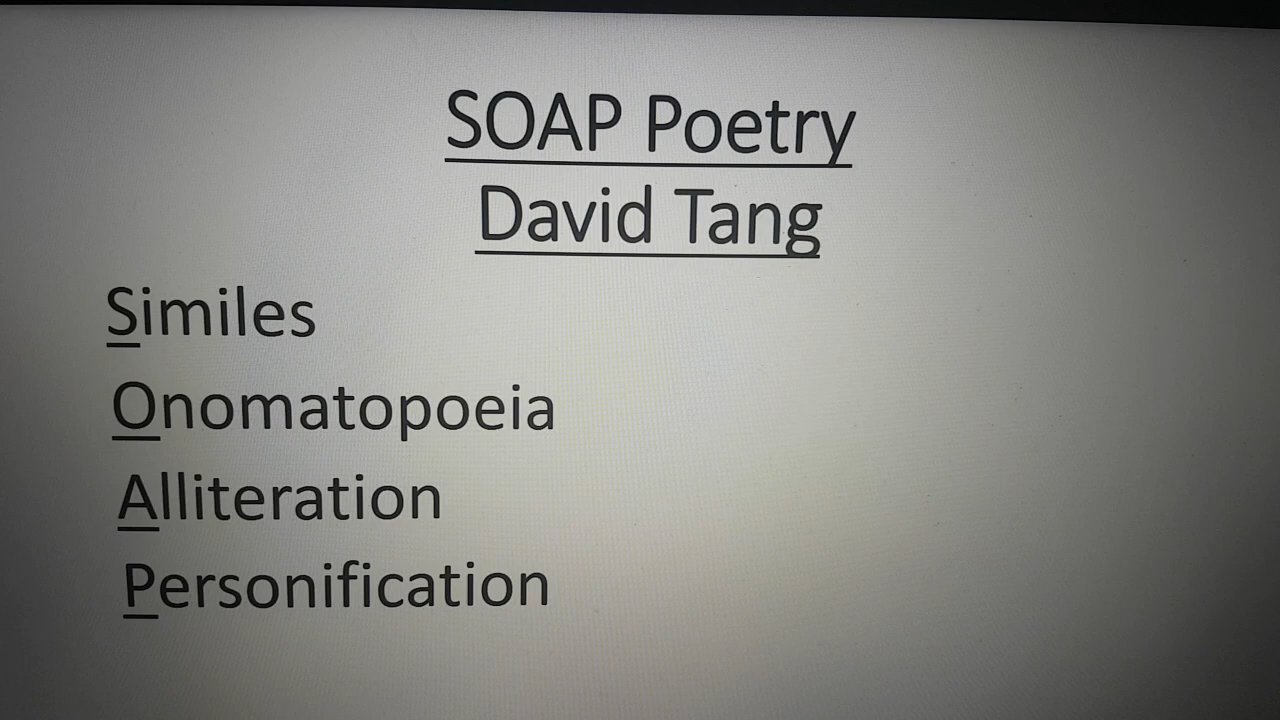 SOAP Poetry
David Tang
Similes
Onomatopoeia
Alliteration
Personification